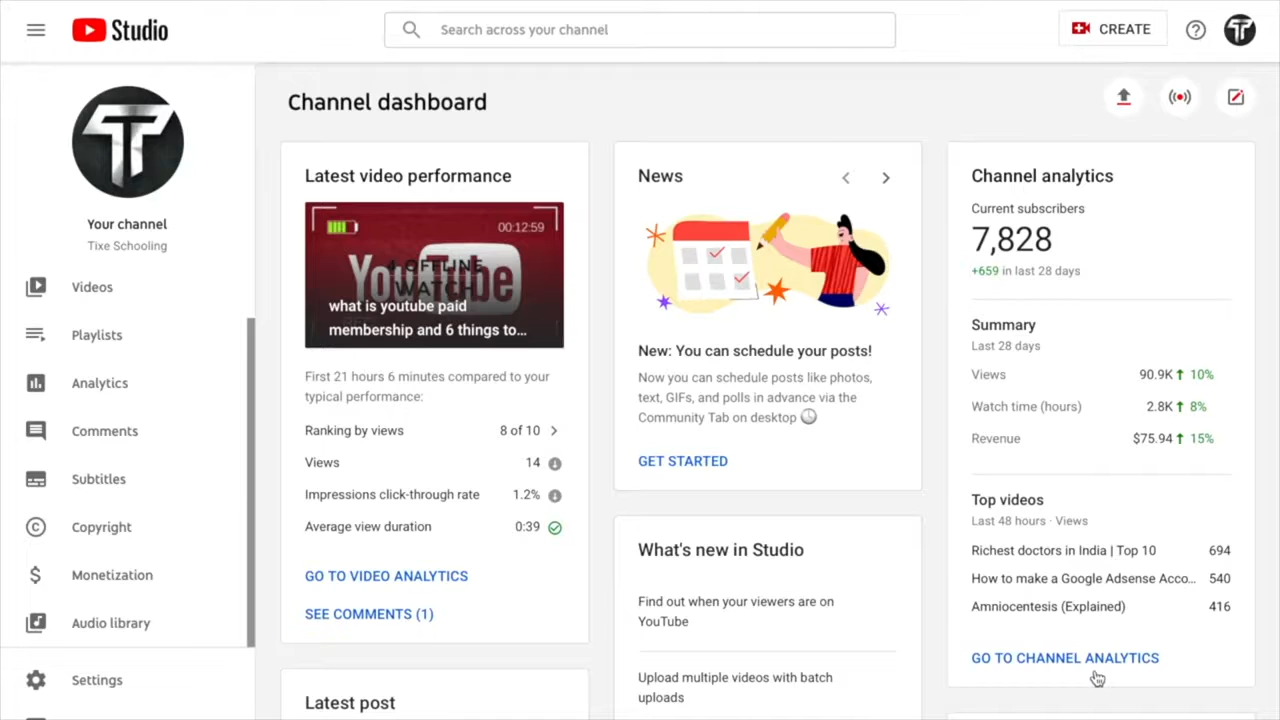 Studio
Search across your channel
CREATE
Your channel
Tixe Schooling
Videos
Playlists
Analytics
Comments
Subtitles
Copyright
Monetization
Audio library
Settings
Channel dashboard
Latest video performance
00:12:59
YouTube
4 OFFLINE
WATCH
what is youtube paid
membership and 6 things to...
First 21 hours 6 minutes compared to your
typical performance:
Ranking by views 8 of 10
Views 14
Impressions click-through rate 1.2%
Average view duration 0:39
GO TO VIDEO ANALYTICS
SEE COMMENTS (1)
Latest post
News
New: You can schedule your posts!
Now you can schedule posts like photos,
text, GIFs, and polls in advance via the
Community Tab on desktop
GET STARTED
What's new in Studio
Find out when your viewers are on
YouTube
Upload multiple videos with batch
uploads
Channel analytics
Current subscribers
7,828
+659 in last 28 days
Summary
Last 28 days
Views 90.9K 10%
Watch time (hours) 2.8K 8%
Revenue $75.94 15%
Top videos
Last 48 hours · Views
Richest doctors in India | Top 10 694
How to make a Google Adsense Acco... 540
Amniocentesis (Explained) 416
GO TO CHANNEL ANALYTICS